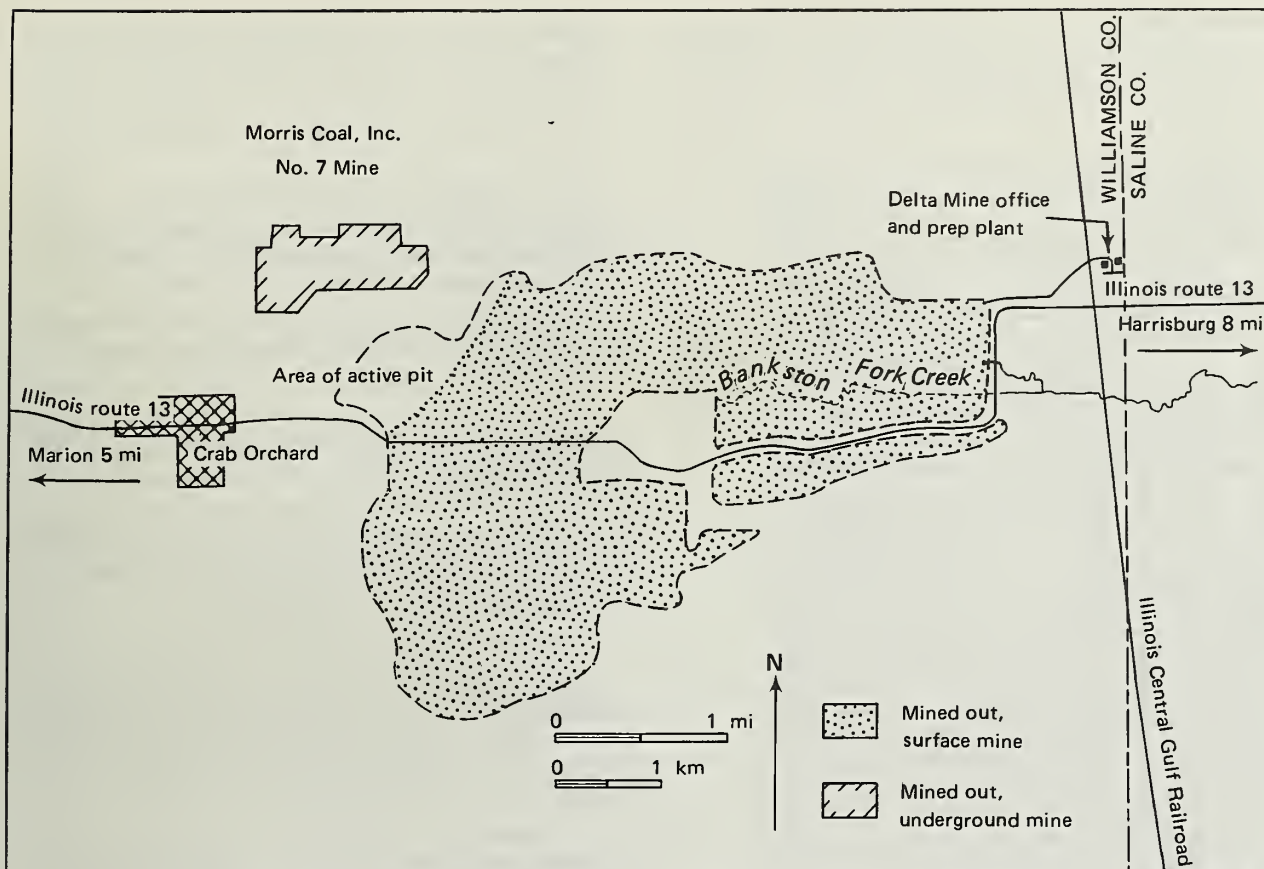 Morris Coal, Inc.
No. 7 Mine
WILLIAMSON CO.
SALINE CO.
Delta Mine office
and prep plant
Illinois route 13
Harrisburg 8 mi
Area of active pit
Bankston Fork Creek
Illinois route 13
Marion 5 mi
Crab Orchard
Illinois Central Gulf Railroad
N
0 1 mi
0 1 km
Mined out,
surface mine
Mined out,
underground mine